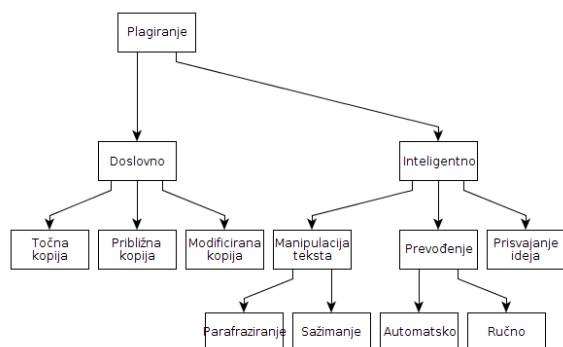 Plagiranje
Doslovno
Inteligentno
Točna
kopija
Približna
kopija
Modificirana
kopija
Manipulacija
teksta
Prevođenje
Prisvajanje
ideja
Parafraziranje
Sažimanje
Automatsko
Ručno